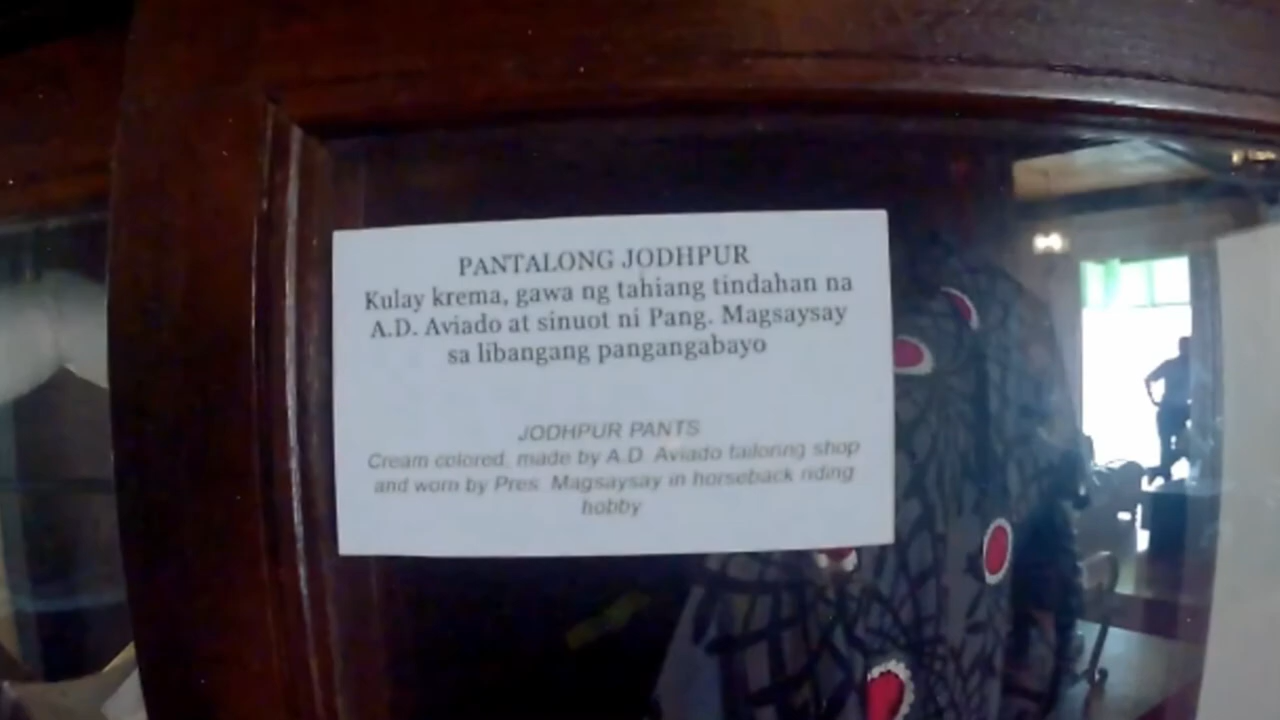 PANTALONG JODHPUR
Kulay krema, gawa ng tahiang tindahan na
A.D. Aviado at sinuot ni Pang. Magsaysay
sa libangang pangangabayo
JODHPUR PANTS
Cream colored, made by A.D. Aviado tailoring shop
and worn by Pres. Magsaysay in horseback riding
hobby